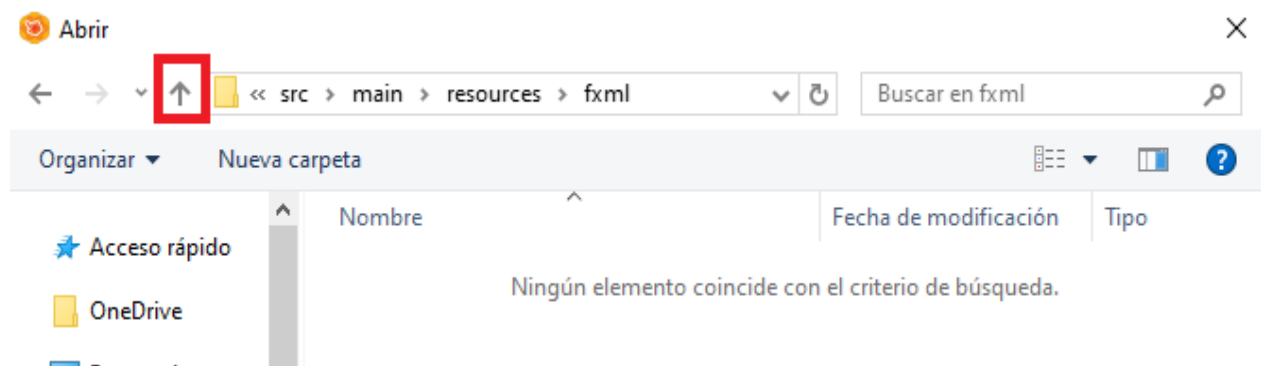 Abrir
« src › main › resources › fxml Buscar en fxml
Organizar Nueva carpeta ?
Nombre Fecha de modificación Tipo
Acceso rápido
Ningún elemento coincide con el criterio de búsqueda.
OneDrive